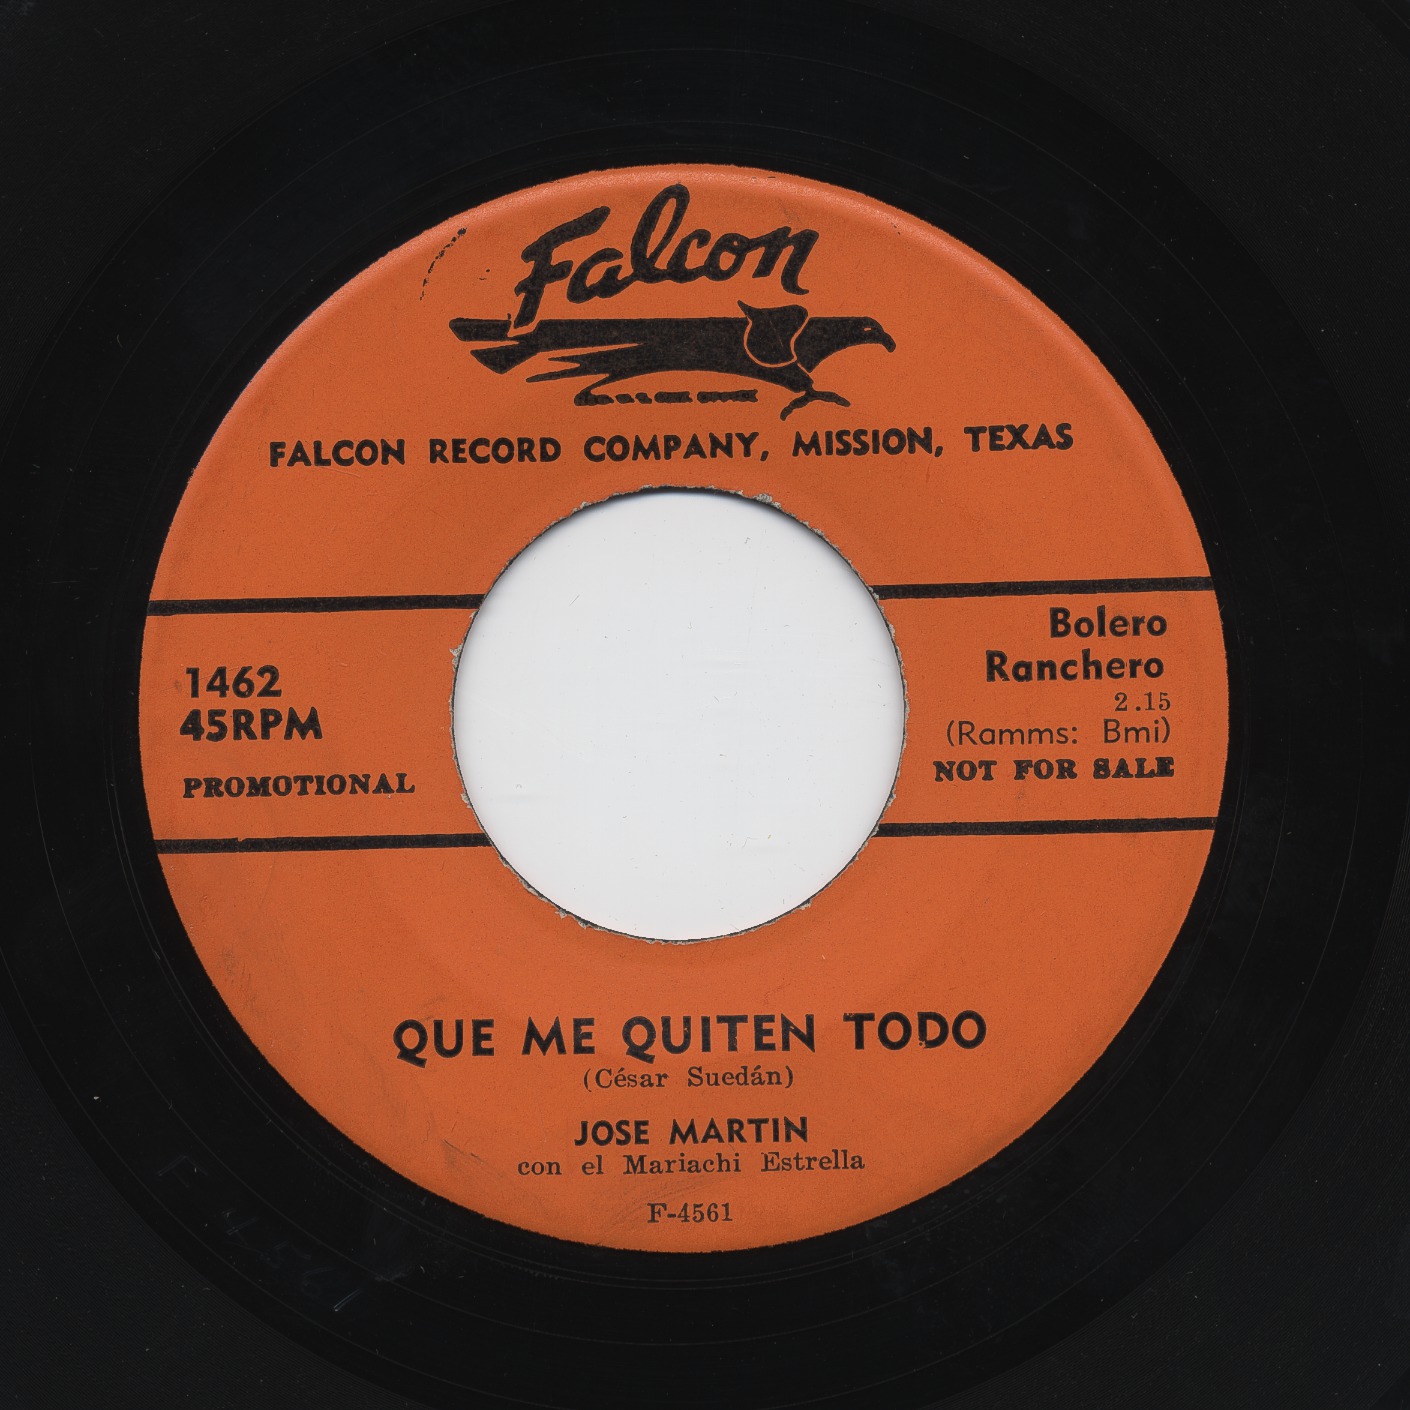 Falcon
FALCON RECORD COMPANY, MISSION, TEXAS
1462
45RPM
PROMOTIONAL
Bolero
Ranchero
2.15
(Ramms: Bmi)
NOT FOR SALE
QUE ME QUITEN TODO
(César Suedán)
JOSE MARTIN
con el Mariachi Estrella
F-4561